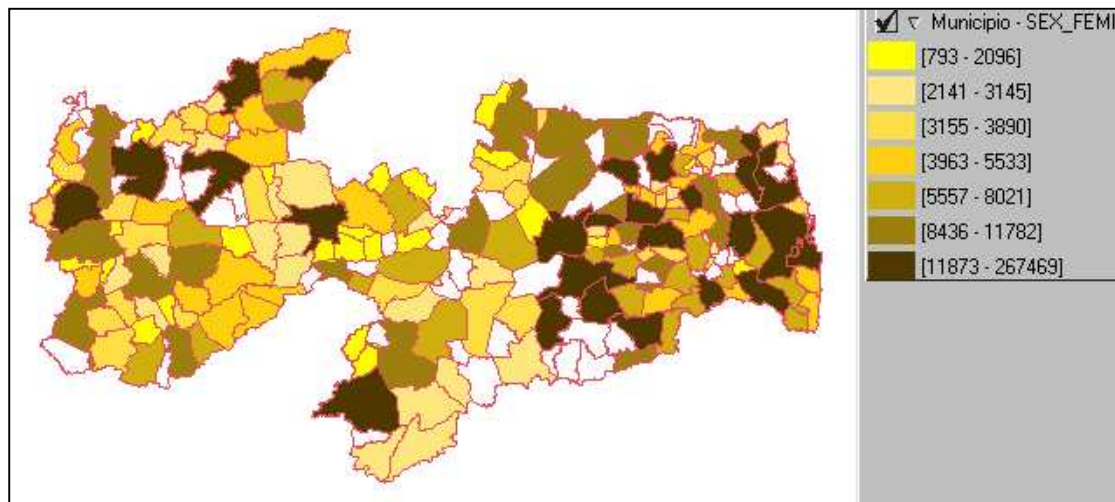 Municipio - SEX_FEMI
[793 - 2096]
[2141 - 3145]
[3155 - 3890]
[3963 - 5533]
[5557 - 8021]
[8436 - 11782]
[11873 - 267469]